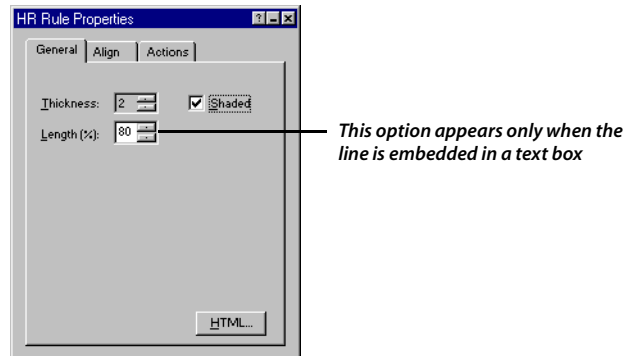 HR Rule Properties
General Align Actions
Thickness: 2 Shaded
Length (%): 80
This option appears only when the
line is embedded in a text box
HTML...